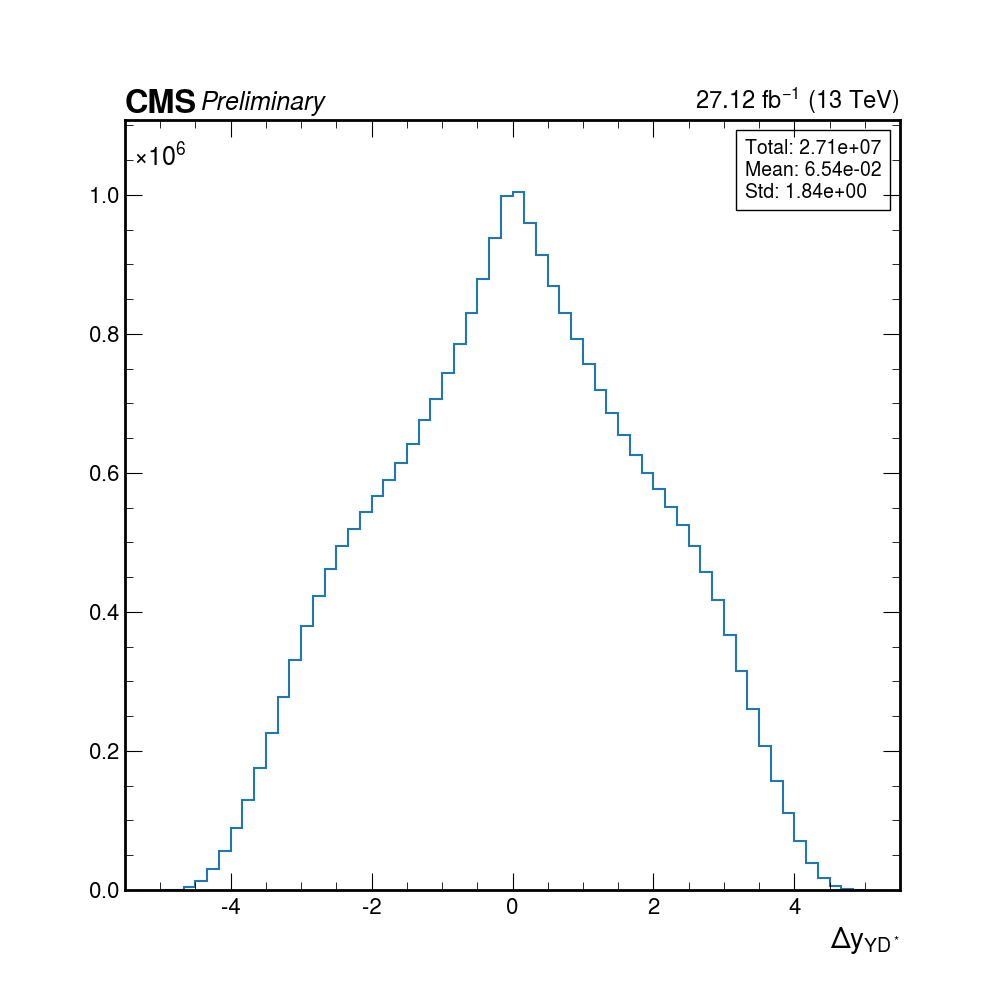 CMS Preliminary 27.12 fb⁻¹ (13 TeV)
×10⁶
Total: 2.71e+07
Mean: 6.54e-02
Std: 1.84e+00
1.0
0.8
0.6
0.4
0.2
0.0
-4 -2 0 2 4
Δy_YD*